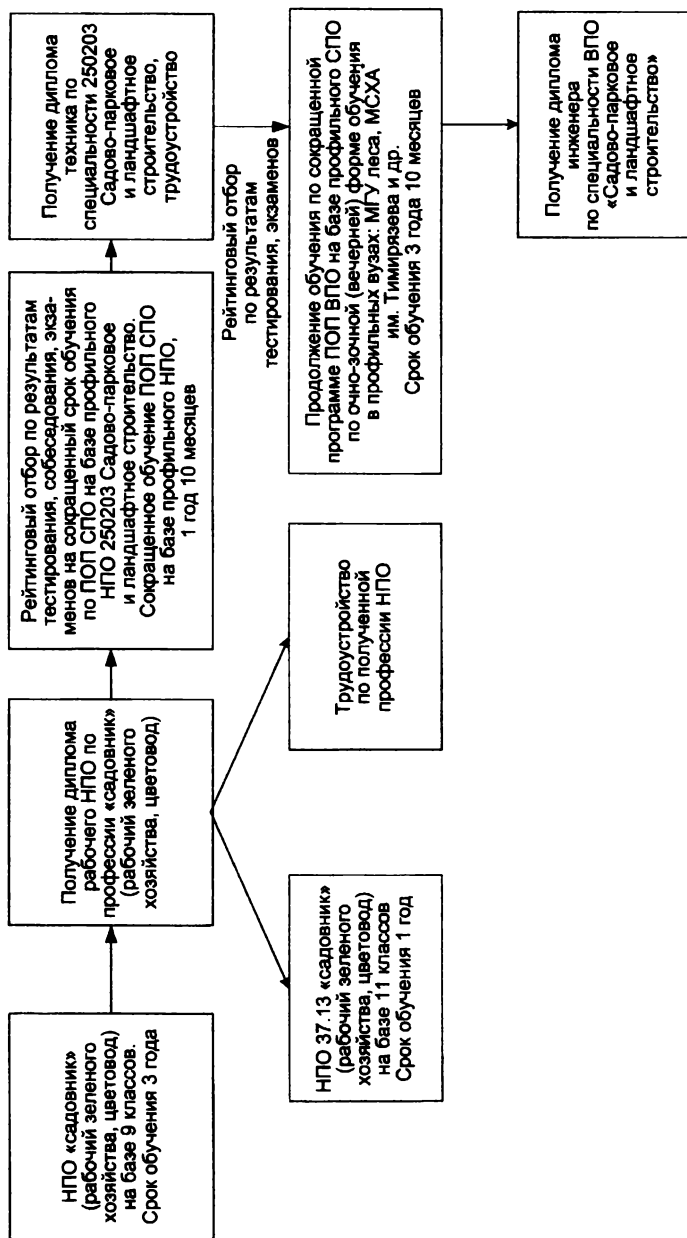 НПО «садовник»
(рабочий зеленого
хозяйства, цветовод)
на базе 9 классов.
Срок обучения 3 года
Получение диплома
рабочего НПО по
профессии «садовник»
(рабочий зеленого
хозяйства, цветовод)
Рейтинговый отбор по результатам
тестирования, собеседования, экза-
менов на сокращенный срок обучения
по ПОП СПО на базе профильного
НПО 250203 Садово-парковое
и ландшафтное строительство.
Сокращенное обучение ПОП СПО
на базе профильного НПО,
1 год 10 месяцев
Получение диплома
техника по
специальности 250203
Садово-парковое
и ландшафтное
строительство,
трудоустройство
НПО 37.13 «садовник»
(рабочий зеленого
хозяйства, цветовод)
на базе 11 классов
Срок обучения 1 год
Трудоустройство
по полученной
профессии НПО
Рейтинговый отбор
по результатам
тестирования, экзаменов
Продолжение обучения по сокращенной
программе ПОП ВПО на базе профильного СПО
по очно-зочной (вечерней) форме обучения
в профильных вузах: МГУ леса, МСХА
им. Тимирязева и др.
Срок обучения 3 года 10 месяцев
Получение диплома
инженера
по специальности ВПО
«Садово-парковое
и ландшафтное
строительство»